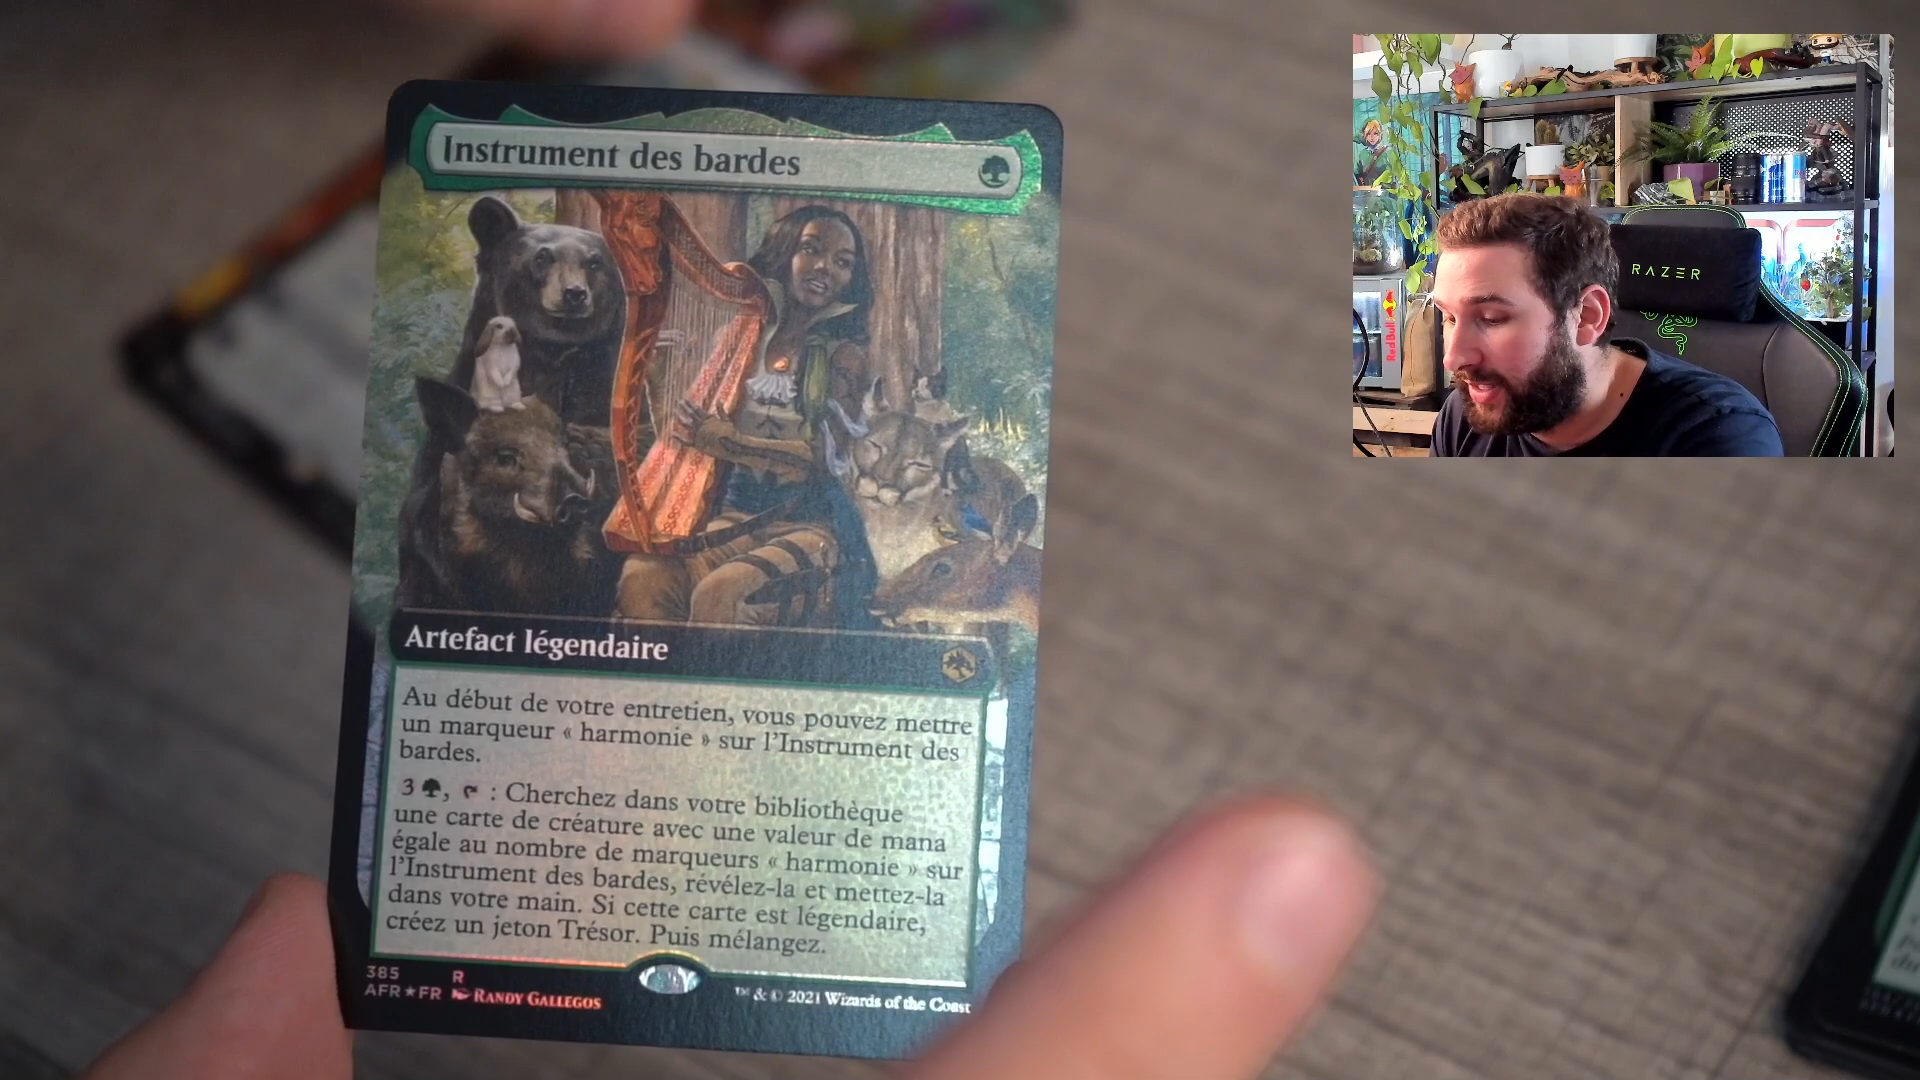 Instrument des bardes
Artefact légendaire
Au début de votre entretien, vous pouvez mettre
un marqueur « harmonie » sur l'Instrument des
bardes.
3 , : Cherchez dans votre bibliothèque
une carte de créature avec une valeur de mana
égale au nombre de marqueurs « harmonie » sur
l'Instrument des bardes, révélez-la et mettez-la
dans votre main. Si cette carte est légendaire,
créez un jeton Trésor. Puis mélangez.
385 R
AFR★FR RANDY GALLEGOS
™ & © 2021 Wizards of the Coast
RAZER
RedBull